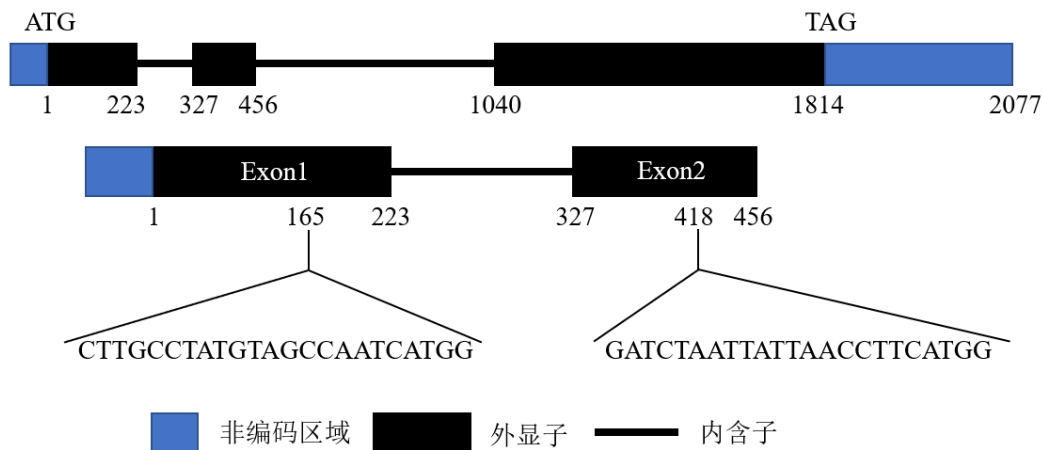 ATG TAG
1 223 327 456 1040 1814 2077
Exon1 Exon2
1 165 223 327 418 456
CTTGCCTATGTAGCCAATCATGG GATCTAATTATTAACCTTCATGG
非编码区域 外显子 内含子